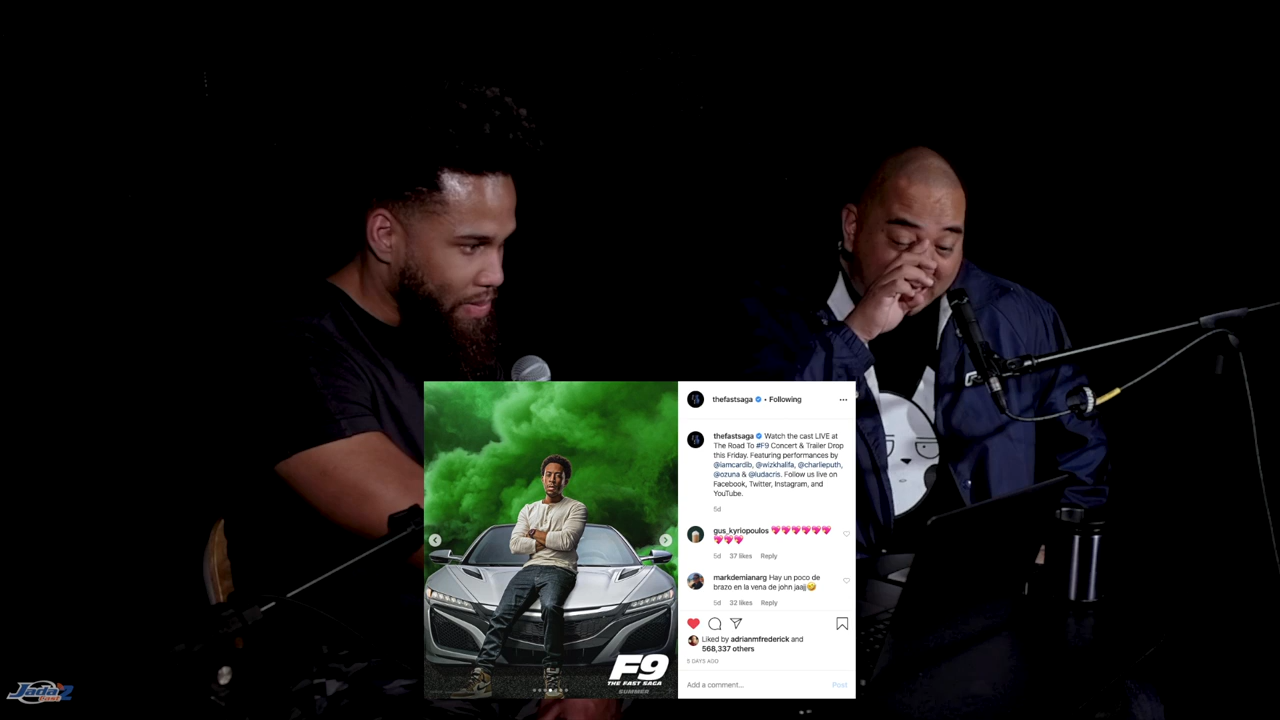 thefastsaga • Following
thefastsaga Watch the cast LIVE at
The Road To #F9 Concert & Trailer Drop
this Friday. Featuring performances by
@iamcardib, @wizkhalifa, @charlieputh,
@ozuna & @ludacris. Follow us live on
Facebook, Twitter, Instagram, and
YouTube.
5d
gus_kyriopoulos 💖💖💖💖💖💖
💖💖💖
5d 37 likes Reply
markdemianarg Hay un poco de
brazo en la vena de john jaajj🤣
5d 32 likes Reply
Liked by adrianmfrederick and
568,337 others
5 DAYS AGO
Add a comment... Post
F9
THE FAST SAGA
SUMMER
Jada2